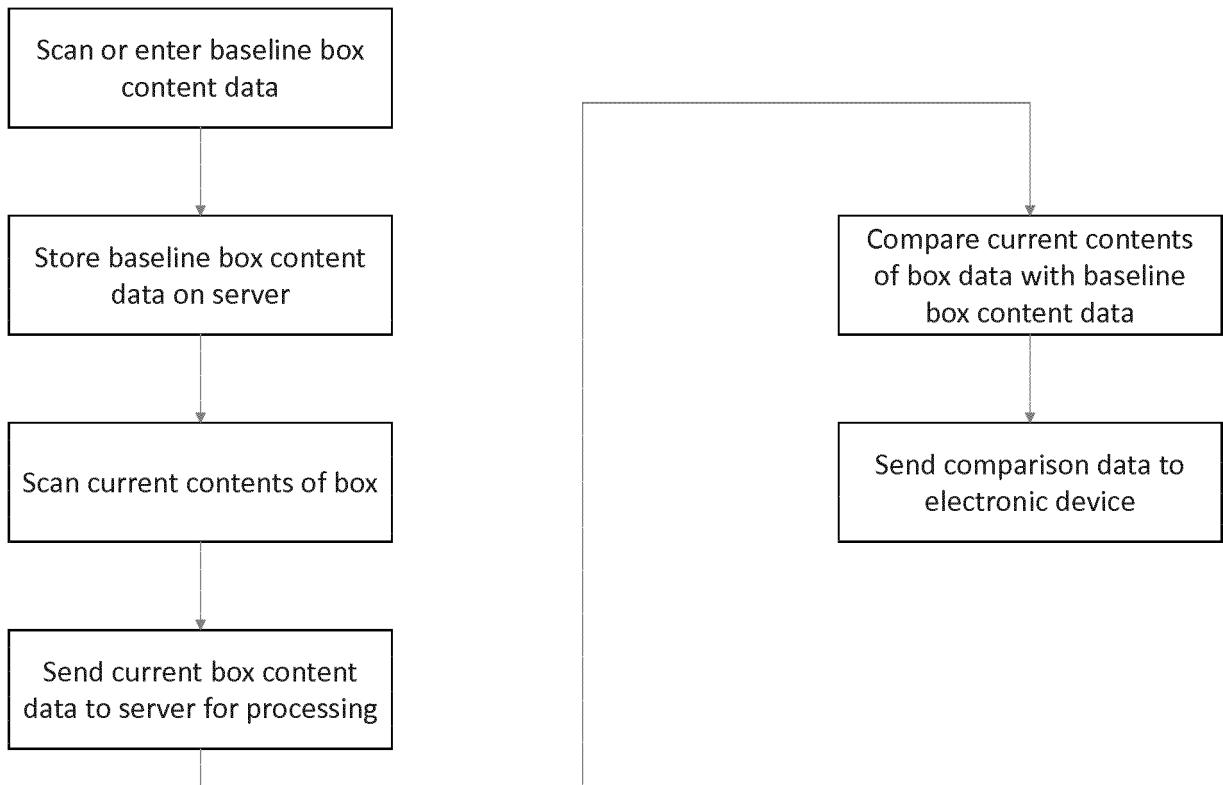 Scan or enter baseline box
content data
Store baseline box content
data on server
Scan current contents of box
Send current box content
data to server for processing
Compare current contents
of box data with baseline
box content data
Send comparison data to
electronic device